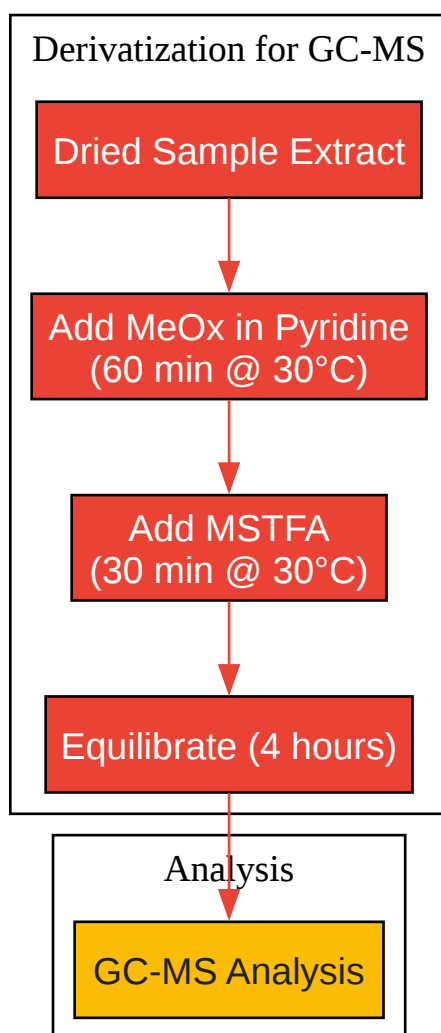 Derivatization for GC-MS
Dried Sample Extract
Add MeOx in Pyridine
(60 min @ 30°C)
Add MSTFA
(30 min @ 30°C)
Equilibrate (4 hours)
Analysis
GC-MS Analysis